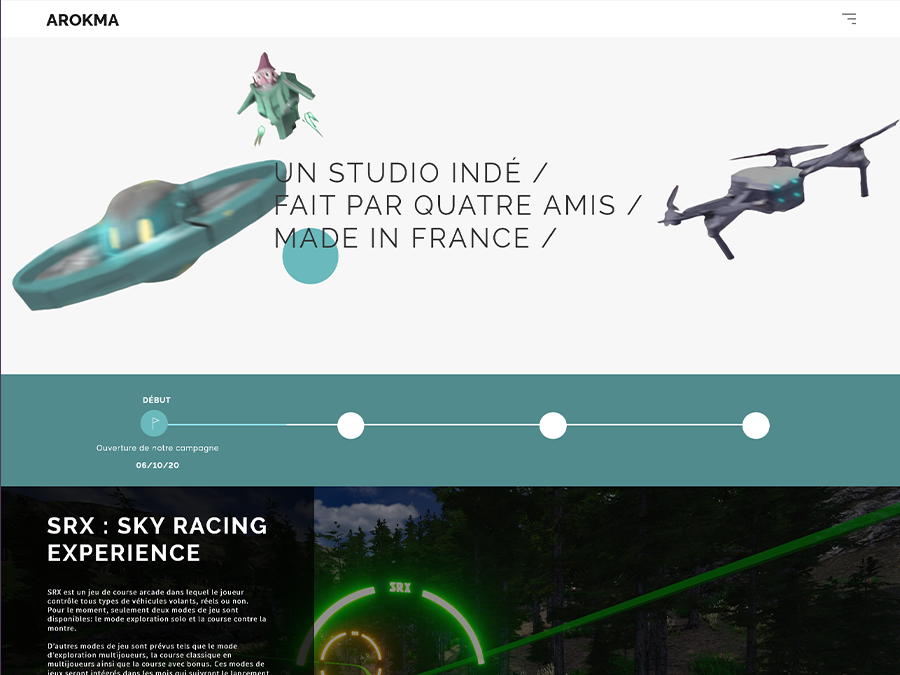 AROKMA
UN STUDIO INDÉ /
FAIT PAR QUATRE AMIS /
MADE IN FRANCE /
DÉBUT
Ouverture de notre campagne
06/10/20
SRX : SKY RACING
EXPERIENCE
SRX est un jeu de course arcade dans lequel le joueur
contrôle tous types de véhicules volants, réels ou non.
Pour le moment, seulement deux modes de jeu sont
disponibles: le mode exploration solo et la course contre la
montre.
D'autres modes de jeu sont prévus tels que le mode
d'exploration multijoueurs, la course classique en
multijoueurs ainsi que la course avec bonus. Ces modes de
jeux seront intégrés dans les mois qui suivront le lancement
SRX